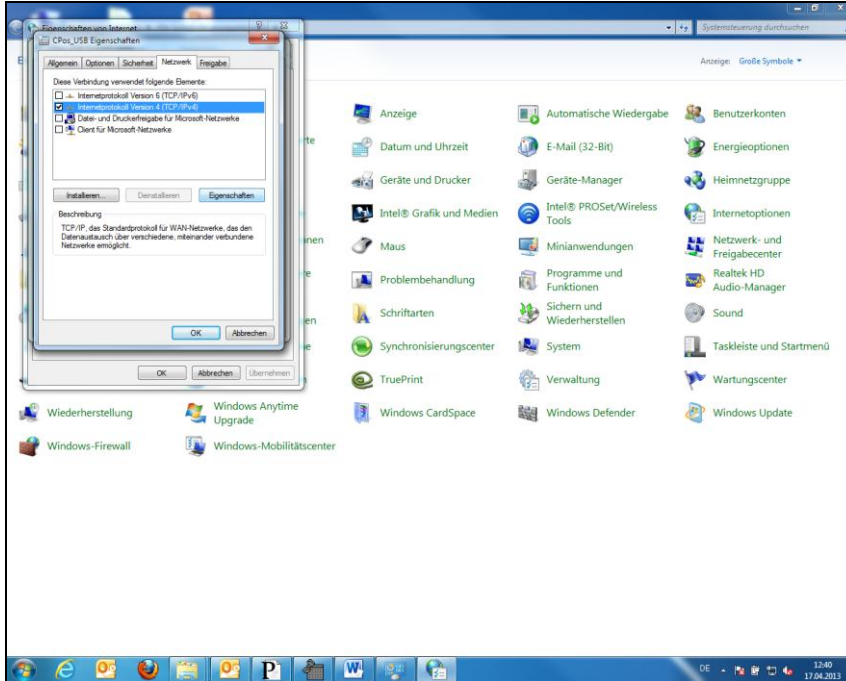 Eigenschaften von Internet
CPos_USB Eigenschaften
Allgemein Optionen Sicherheit Netzwerk Freigabe
Diese Verbindung verwendet folgende Elemente:
Internetprotokoll Version 6 (TCP/IPv6)
Internetprotokoll Version 4 (TCP/IPv4)
Datei- und Druckerfreigabe für Microsoft-Netzwerke
Client für Microsoft-Netzwerke
Installieren... Deinstallieren Eigenschaften
Beschreibung
TCP/IP, das Standardprotokoll für WAN-Netzwerke, das den
Datenaustausch über verschiedene, miteinander verbundene
Netzwerke ermöglicht.
OK Abbrechen
OK Abbrechen Übernehmen
Systemsteuerung durchsuchen
Anzeige: Große Symbole
Anzeige Automatische Wiedergabe Benutzerkonten
Datum und Uhrzeit E-Mail (32-Bit) Energieoptionen
Geräte und Drucker Geräte-Manager Heimnetzgruppe
Intel® Grafik und Medien Intel® PROSet/Wireless Internetoptionen
Tools
Maus Minianwendungen Netzwerk- und
Freigabecenter
Problembehandlung Programme und Realtek HD
Funktionen Audio-Manager
Schriftarten Sichern und Sound
Wiederherstellen
Synchronisierungscenter System Taskleiste und Startmenü
TruePrint Verwaltung Wartungscenter
Wiederherstellung Windows Anytime Windows CardSpace Windows Defender Windows Update
Upgrade
Windows-Firewall Windows-Mobilitätscenter
DE 12:40
17.04.2013